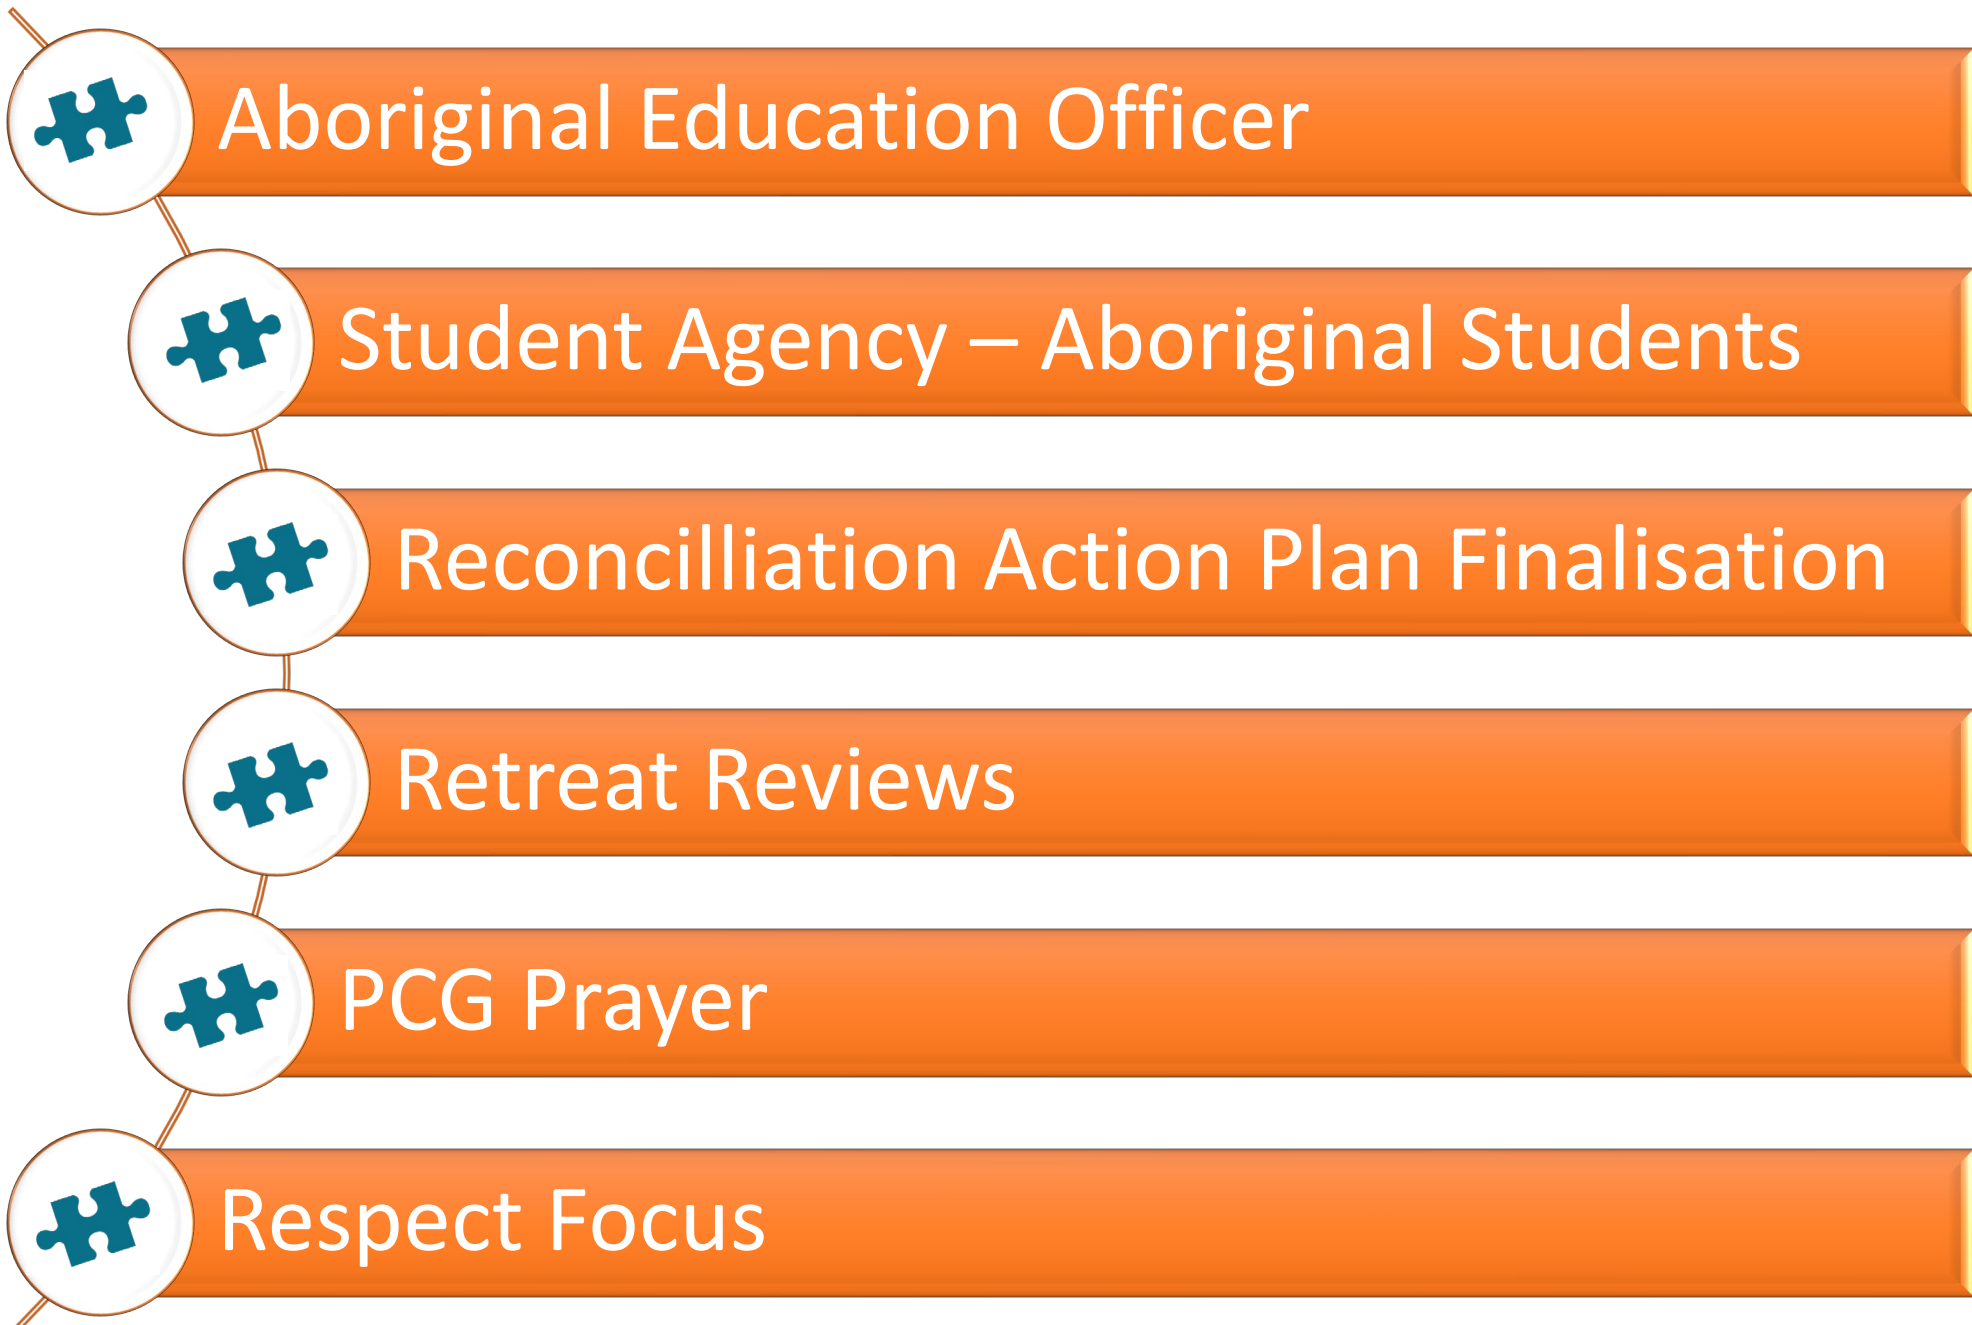 Aboriginal Education Officer
Student Agency – Aboriginal Students
Reconcilliation Action Plan Finalisation
Retreat Reviews
PCG Prayer
Respect Focus